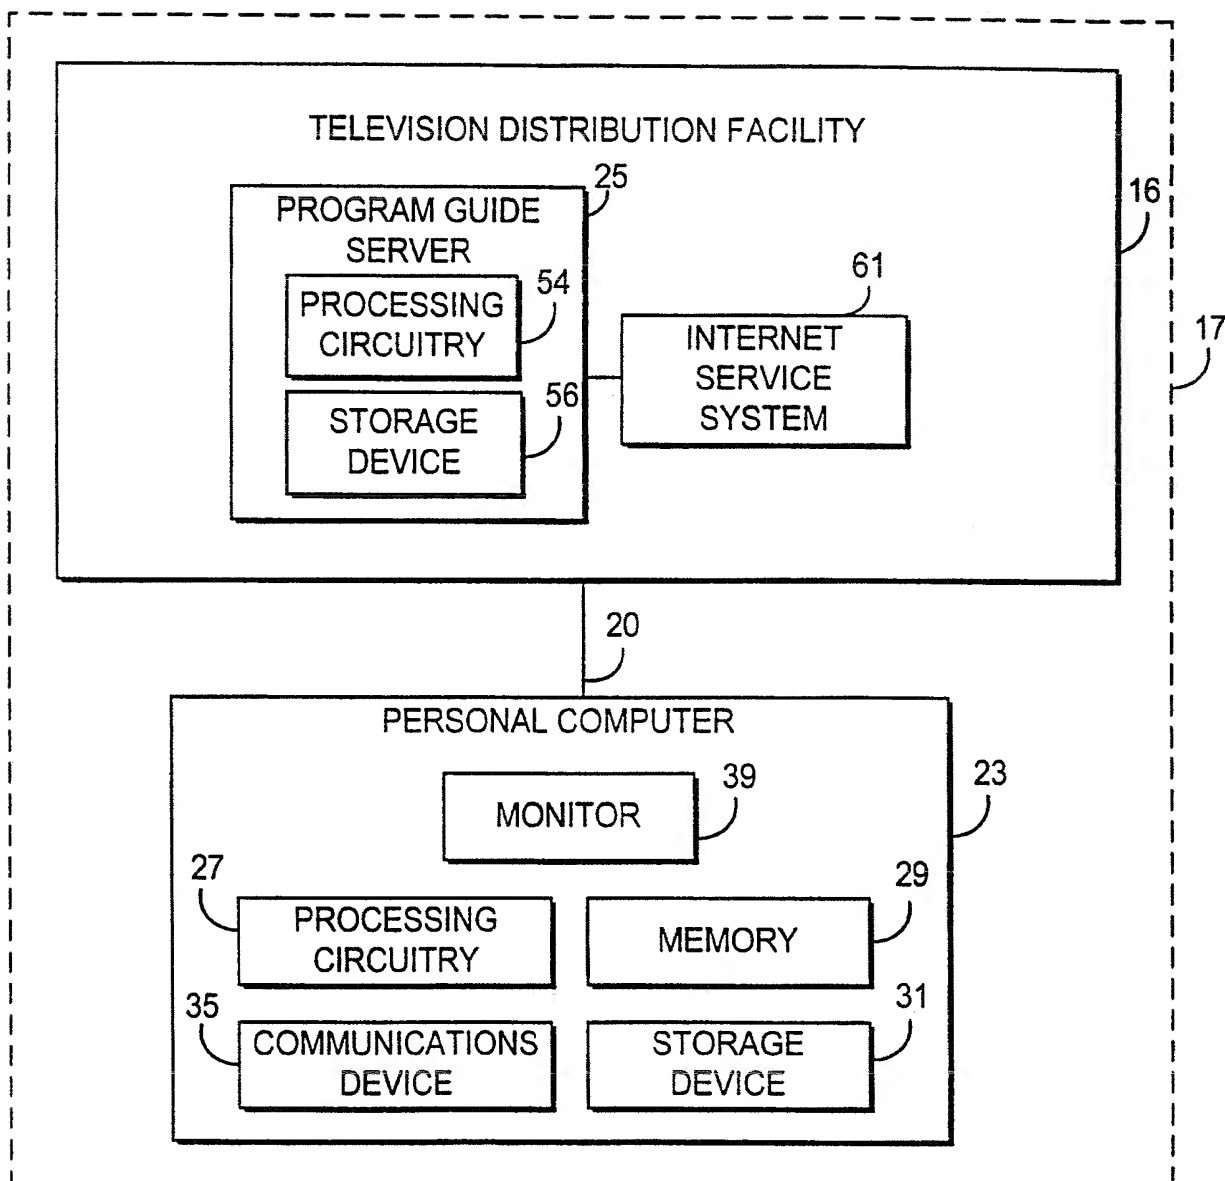 TELEVISION DISTRIBUTION FACILITY
25
16
PROGRAM GUIDE
SERVER
54
PROCESSING
CIRCUITRY
61
INTERNET
SERVICE
SYSTEM
17
56
STORAGE
DEVICE
20
PERSONAL COMPUTER
39
23
MONITOR
27
PROCESSING
CIRCUITRY
29
MEMORY
35
COMMUNICATIONS
DEVICE
31
STORAGE
DEVICE